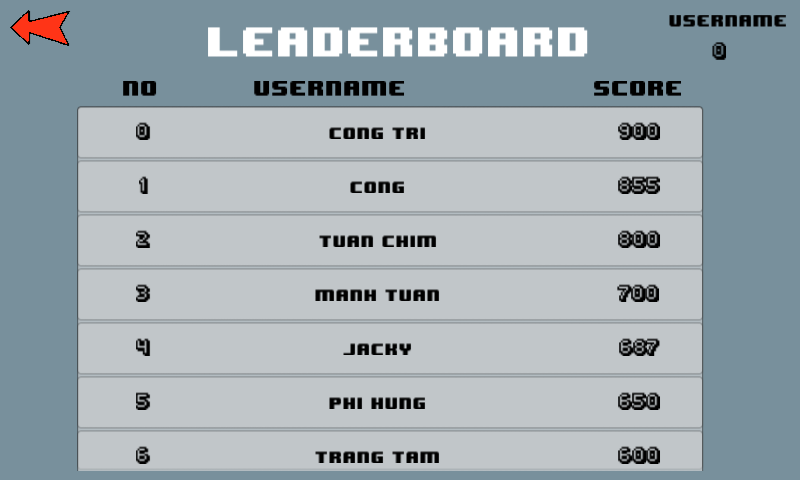 LEADERBOARD
USERNAME
0
NO USERNAME SCORE
0 CONG TRI 900
1 CONG 855
2 TUAN CHIM 800
3 MANH TUAN 700
4 JACKY 687
5 PHI HUNG 650
6 TRANG TAM 600